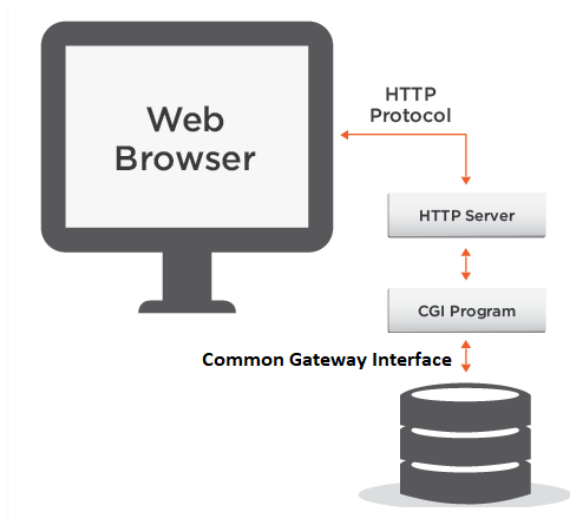 Web
Browser
HTTP
Protocol
HTTP Server
CGI Program
Common Gateway Interface